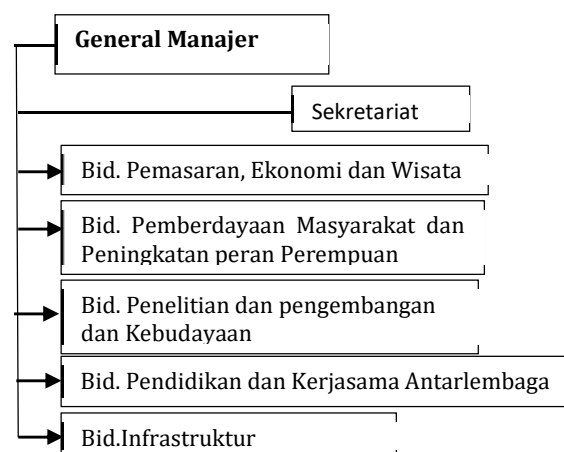 General Manajer
Sekretariat
Bid. Pemasaran, Ekonomi dan Wisata
Bid. Pemberdayaan Masyarakat dan
Peningkatan peran Perempuan
Bid. Penelitian dan pengembangan
dan Kebudayaan
Bid. Pendidikan dan Kerjasama Antarlembaga
Bid.Infrastruktur